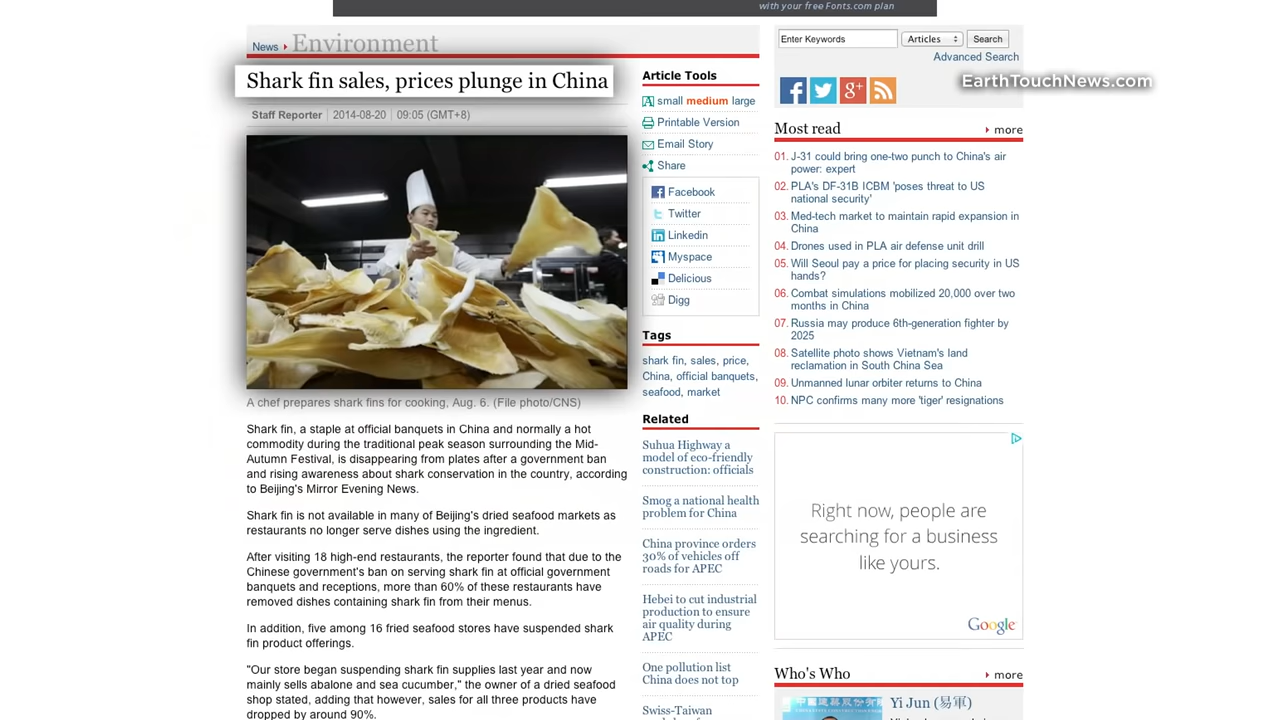 with your free Fonts.com plan
News
Environment
Shark fin sales, prices plunge in China
Staff Reporter
2014-08-20
09:05 (GMT+8)
A chef prepares shark fins for cooking, Aug. 6. (File photo/CNS)
Shark fin, a staple at official banquets in China and normally a hot
commodity during the traditional peak season surrounding the Mid-
Autumn Festival, is disappearing from plates after a government ban
and rising awareness about shark conservation in the country, according
to Beijing's Mirror Evening News.
Shark fin is not available in many of Beijing's dried seafood markets as
restaurants no longer serve dishes using the ingredient.
After visiting 18 high-end restaurants, the reporter found that due to the
Chinese government's ban on serving shark fin at official government
banquets and receptions, more than 60% of these restaurants have
removed dishes containing shark fin from their menus.
In addition, five among 16 fried seafood stores have suspended shark
fin product offerings.
"Our store began suspending shark fin supplies last year and now
mainly sells abalone and sea cucumber," the owner of a dried seafood
shop stated, adding that however, sales for all three products have
dropped by around 90%.
Article Tools
small medium large
Printable Version
Email Story
Share
Facebook
Twitter
Linkedin
Myspace
Delicious
Digg
Tags
shark fin, sales, price,
China, official banquets,
seafood, market
Related
Suhua Highway a
model of eco-friendly
construction: officials
Smog a national health
problem for China
China province orders
30% of vehicles off
roads for APEC
Hebei to cut industrial
production to ensure
air quality during
APEC
One pollution list
China does not top
Swiss-Taiwan
Enter Keywords
Articles
Search
Advanced Search
EarthTouchNews.com
Most read
more
01. J-31 could bring one-two punch to China's air
power: expert
02. PLA's DF-31B ICBM 'poses threat to US
national security'
03. Med-tech market to maintain rapid expansion in
China
04. Drones used in PLA air defense unit drill
05. Will Seoul pay a price for placing security in US
hands?
06. Combat simulations mobilized 20,000 over two
months in China
07. Russia may produce 6th-generation fighter by
2025
08. Satellite photo shows Vietnam's land
reclamation in South China Sea
09. Unmanned lunar orbiter returns to China
10. NPC confirms many more 'tiger' resignations
Right now, people are
searching for a business
like yours.
Google
Who's Who
more
Yi Jun (易軍)